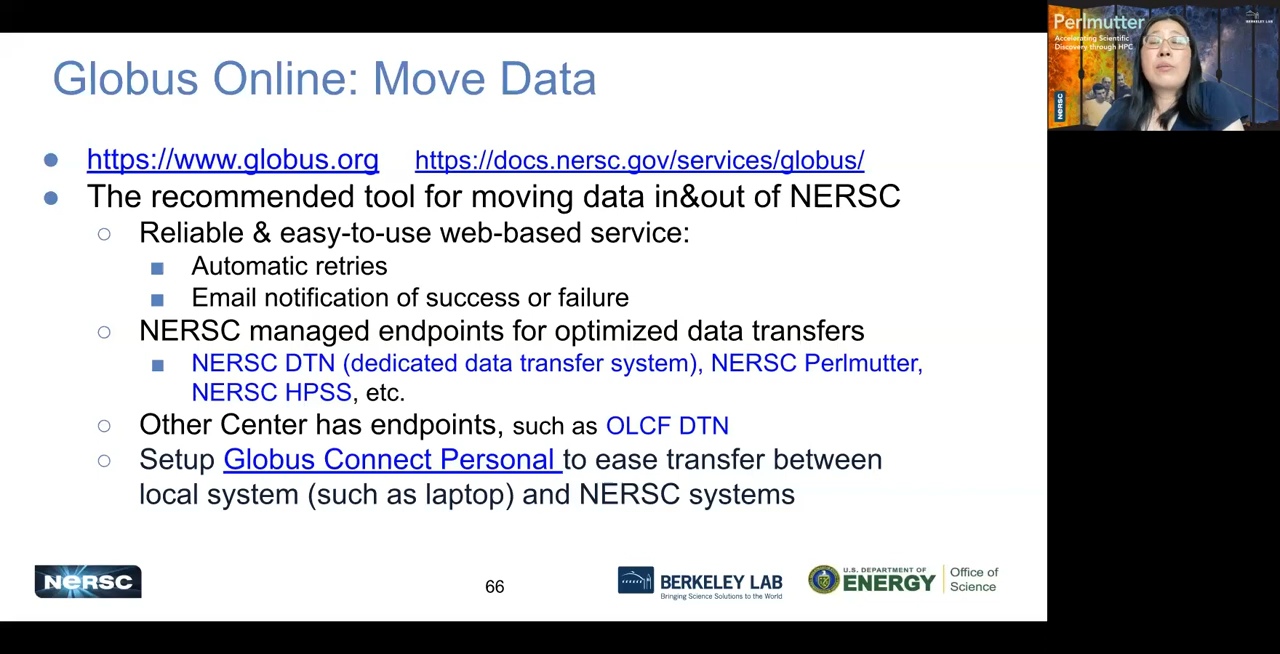 Globus Online: Move Data
https://www.globus.org https://docs.nersc.gov/services/globus/
The recommended tool for moving data in&out of NERSC
Reliable & easy-to-use web-based service:
Automatic retries
Email notification of success or failure
NERSC managed endpoints for optimized data transfers
NERSC DTN (dedicated data transfer system), NERSC Perlmutter,
NERSC HPSS, etc.
Other Center has endpoints, such as OLCF DTN
Setup Globus Connect Personal to ease transfer between
local system (such as laptop) and NERSC systems
NERSC
66
BERKELEY LAB
Bringing Science Solutions to the World
U.S. DEPARTMENT OF
ENERGY
Office of
Science
Perlmutter
Accelerating Scientific
Discovery through HPC
BERKELEY LAB
NERSC